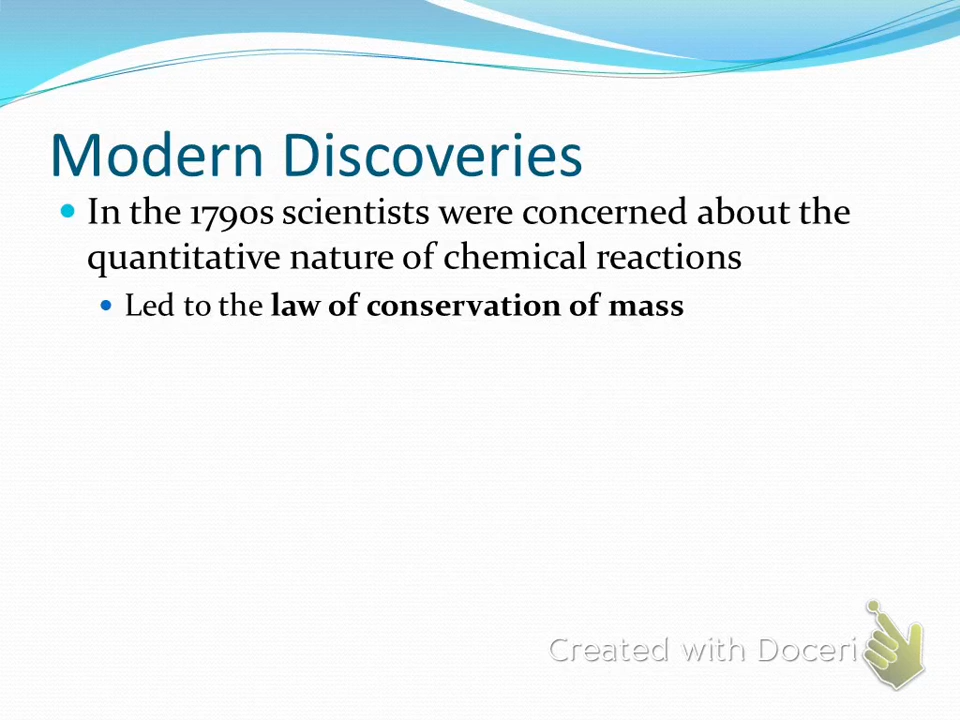 Modern Discoveries
• In the 1790s scientists were concerned about the
quantitative nature of chemical reactions
• Led to the law of conservation of mass
Created with Doceri